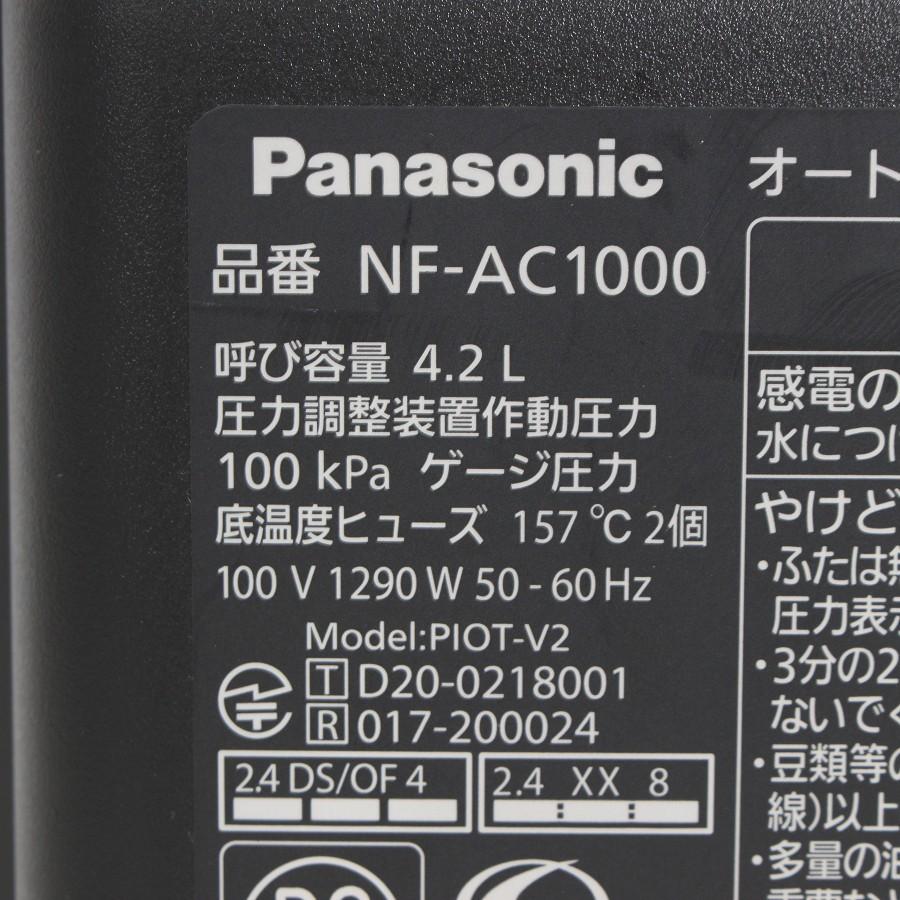 Panasonic
品番 NF-AC1000
呼び容量 4.2 L
圧力調整装置作動圧力
100 kPa ゲージ圧力
底温度ヒューズ 157 ℃ 2個
100 V 1290 W 50 - 60 Hz
Model:PIOT-V2
T D20-0218001
R 017-200024
2.4 DS/OF 4
2.4 XX 8
オート
感電の
水につけ
やけど
・ふたは無
圧力表示
・3分の2
ないでく
・豆類等の
線)以上
・多量の油